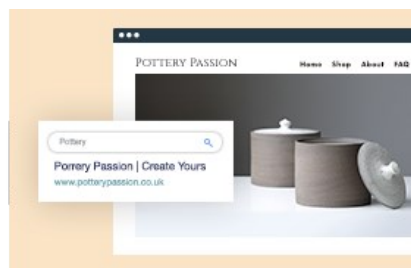 POTTERY PASSION
Home Shop About FAQ
Pottery
Porrery Passion | Create Yours
www.potterypassion.co.uk